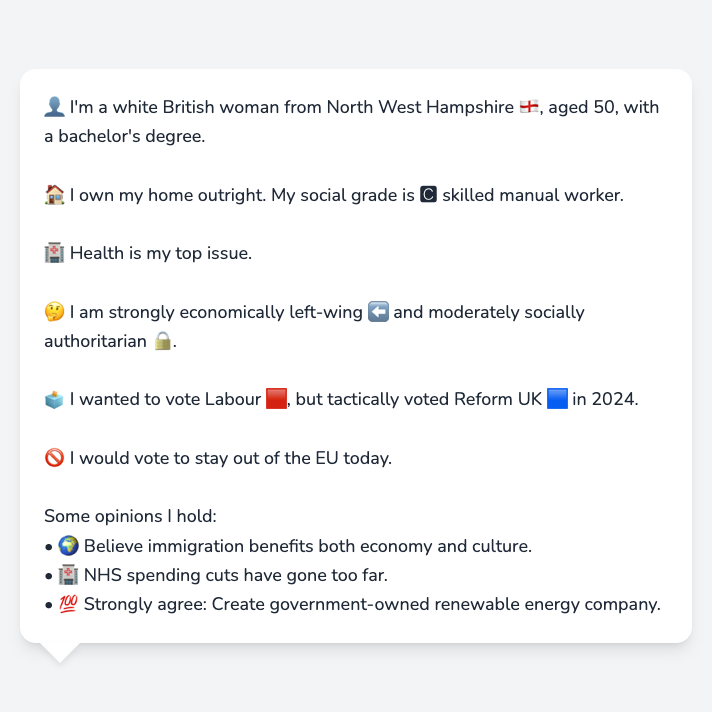 👤 I'm a white British woman from North West Hampshire 🏴󠁧󠁢󠁥󠁮󠁧󠁿, aged 50, with
a bachelor's degree.
🏠 I own my home outright. My social grade is 🅲 skilled manual worker.
🏥 Health is my top issue.
🤔 I am strongly economically left-wing ⬅️ and moderately socially
authoritarian 🔒.
🗳️ I wanted to vote Labour 🟥, but tactically voted Reform UK 🟦 in 2024.
🚫 I would vote to stay out of the EU today.
Some opinions I hold:
• 🌍 Believe immigration benefits both economy and culture.
• 🏥 NHS spending cuts have gone too far.
• 💯 Strongly agree: Create government-owned renewable energy company.